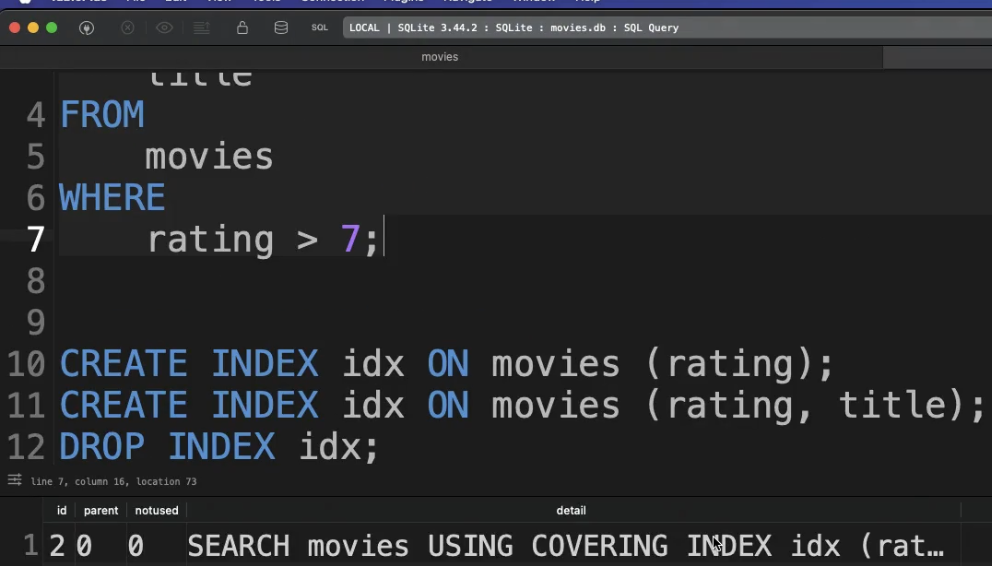 SQL LOCAL | SQLite 3.44.2 : SQLite : movies.db : SQL Query
movies
title
4 FROM
5 movies
6 WHERE
7 rating > 7;
8
9
10 CREATE INDEX idx ON movies (rating);
11 CREATE INDEX idx ON movies (rating, title);
12 DROP INDEX idx;
line 7, column 16, location 73
id parent notused detail
1 2 0 0 SEARCH movies USING COVERING INDEX idx (rat…